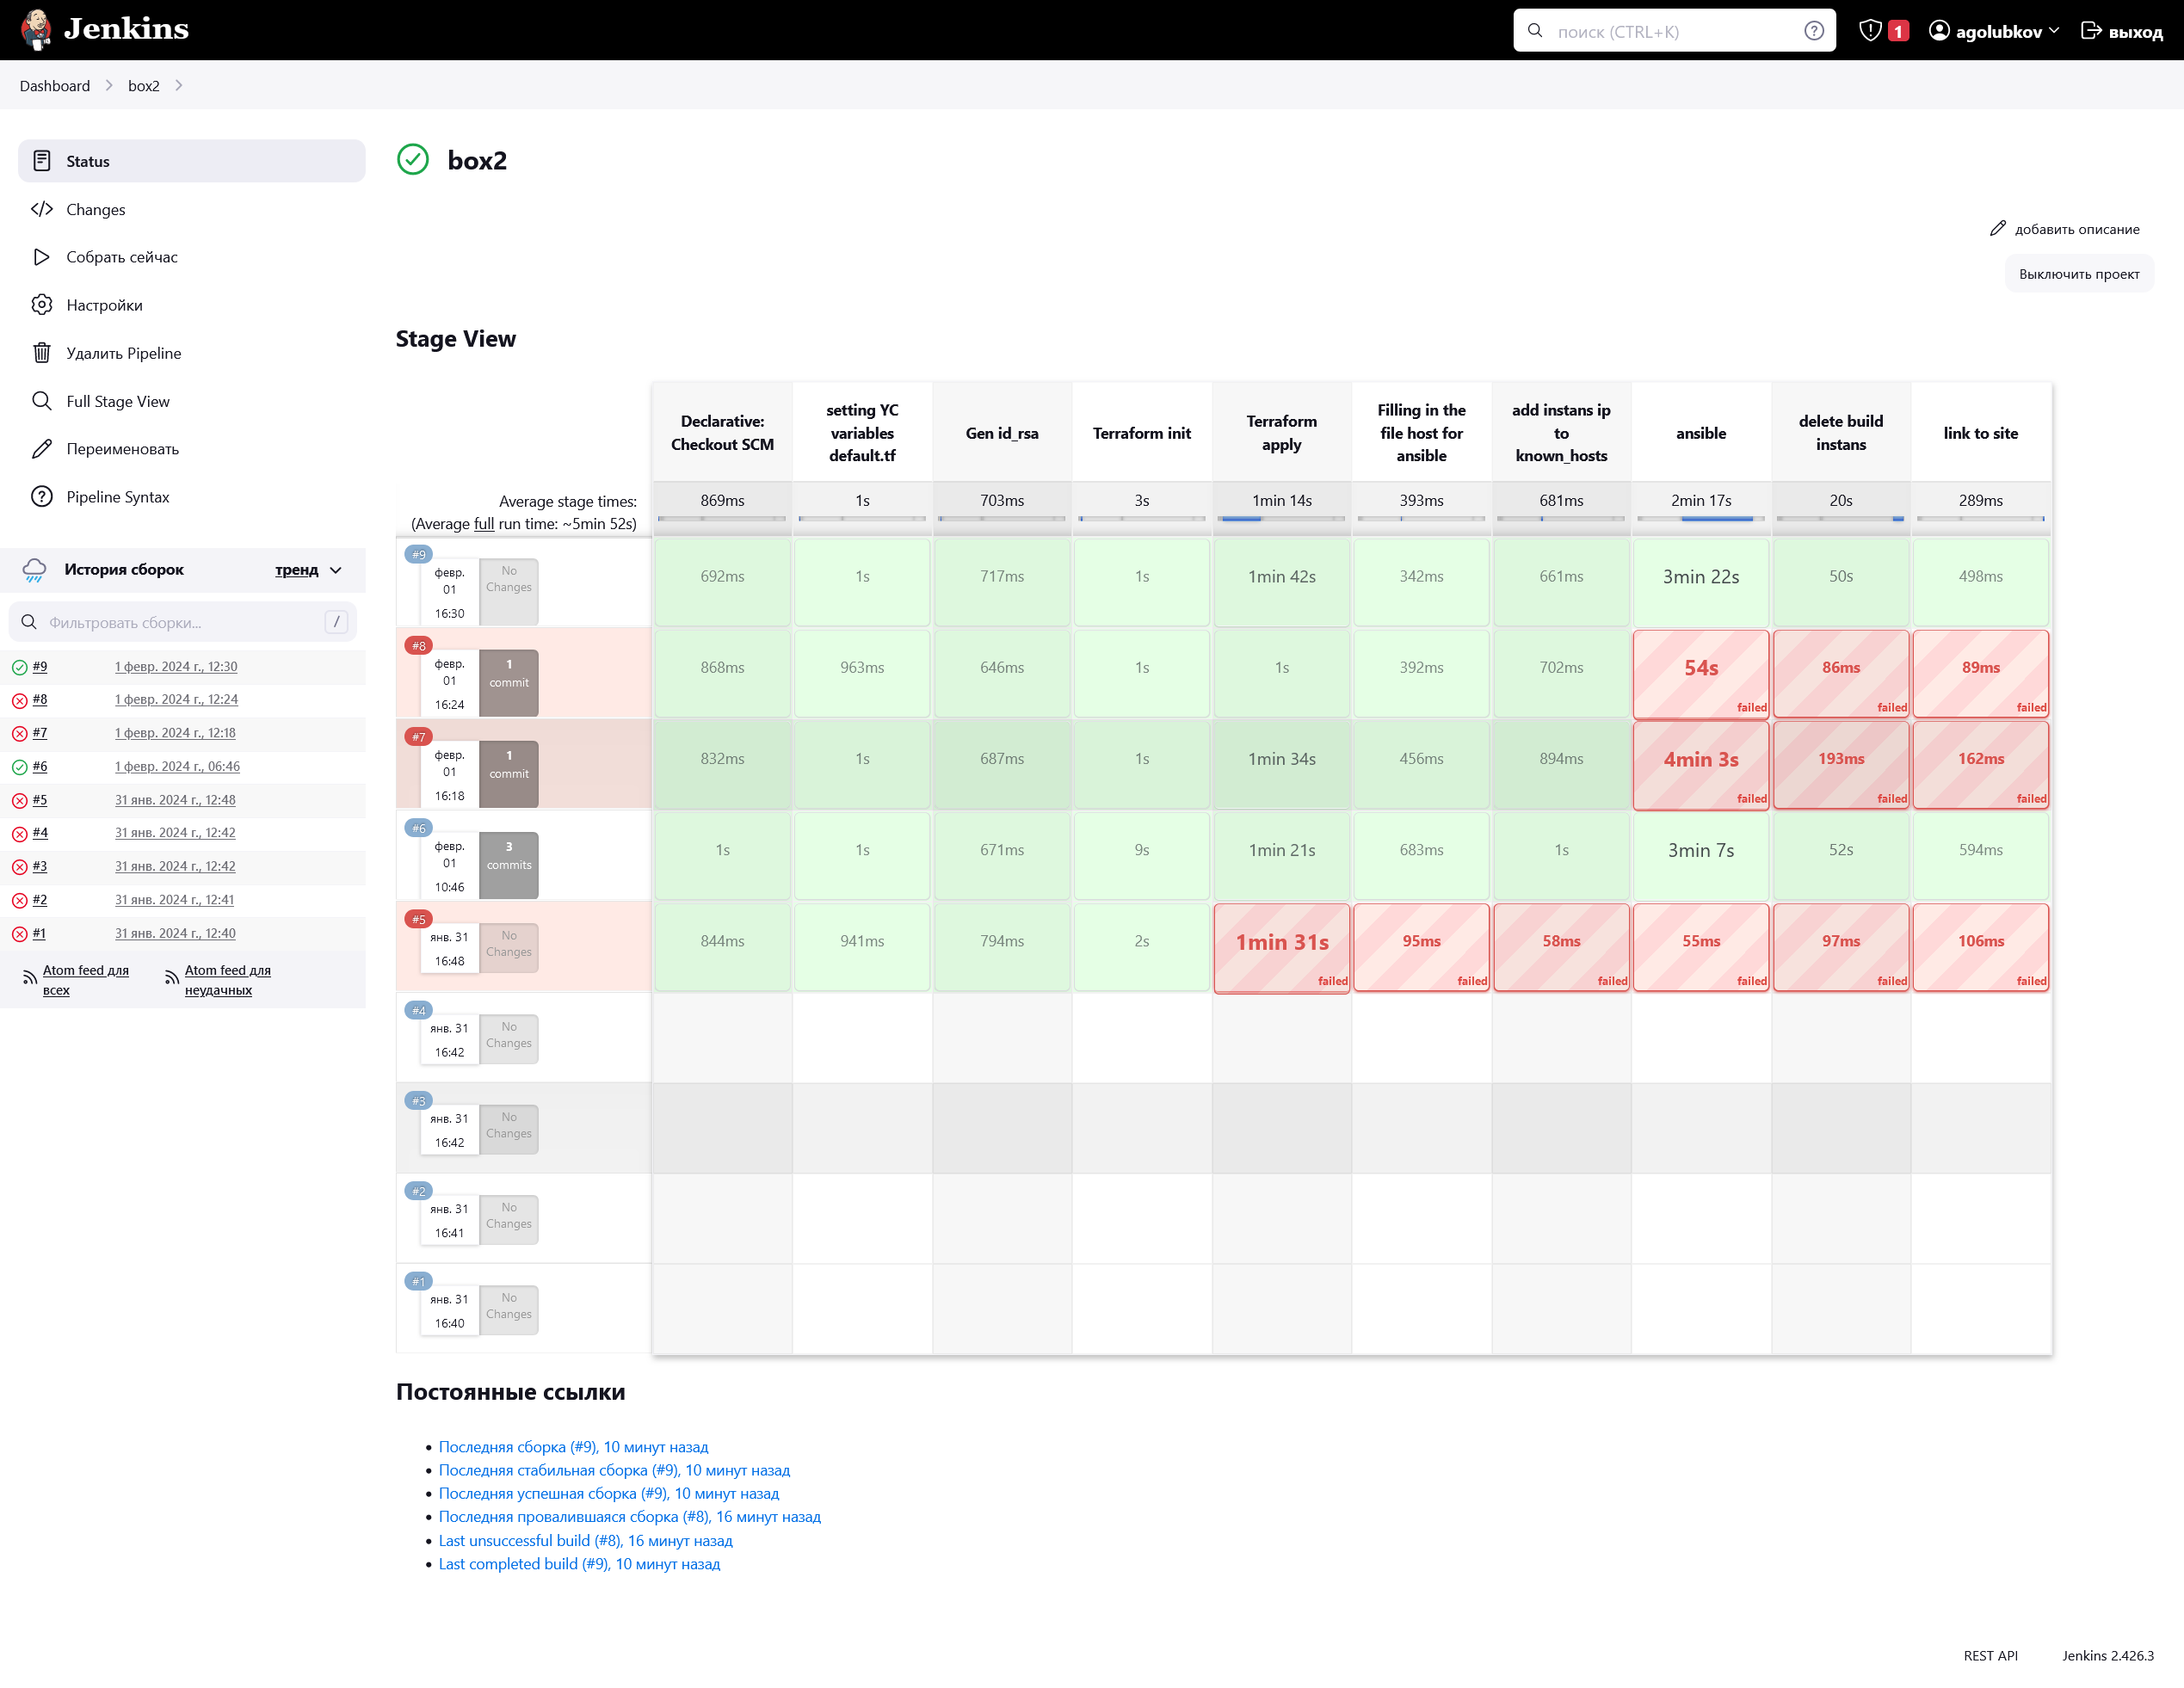 Jenkins
поиск (CTRL+K)
1
agolubkov
выход
Dashboard
box2
Status
Changes
Собрать сейчас
Настройки
Удалить Pipeline
Full Stage View
Переименовать
Pipeline Syntax
История сборок
тренд
Фильтровать сборки...
/
#9 1 февр. 2024 г., 12:30
#8 1 февр. 2024 г., 12:24
#7 1 февр. 2024 г., 12:18
#6 1 февр. 2024 г., 06:46
#5 31 янв. 2024 г., 12:48
#4 31 янв. 2024 г., 12:42
#3 31 янв. 2024 г., 12:42
#2 31 янв. 2024 г., 12:41
#1 31 янв. 2024 г., 12:40
Atom feed для
всех
Atom feed для
неудачных
box2
добавить описание
Выключить проект
Stage View
Declarative:
Checkout SCM
setting YC
variables
default.tf
Gen id_rsa
Terraform init
Terraform
apply
Filling in the
file host for
ansible
add instans ip
to
known_hosts
ansible
delete build
instans
link to site
Average stage times:
(Average full run time: ~5min 52s)
869ms 1s 703ms 3s 1min 14s 393ms 681ms 2min 17s 20s 289ms
#9
февр.
01
16:30
No
Changes
692ms 1s 717ms 1s 1min 42s 342ms 661ms 3min 22s 50s 498ms
#8
февр.
01
16:24
1
commit
868ms 963ms 646ms 1s 1s 392ms 702ms 54s 86ms 89ms
failed failed failed
#7
февр.
01
16:18
1
commit
832ms 1s 687ms 1s 1min 34s 456ms 894ms 4min 3s 193ms 162ms
failed failed failed
#6
февр.
01
10:46
3
commits
1s 1s 671ms 9s 1min 21s 683ms 1s 3min 7s 52s 594ms
#5
янв. 31
16:48
No
Changes
844ms 941ms 794ms 2s 1min 31s 95ms 58ms 55ms 97ms 106ms
failed failed failed failed failed failed
#4
янв. 31
16:42
No
Changes
#3
янв. 31
16:42
No
Changes
#2
янв. 31
16:41
No
Changes
#1
янв. 31
16:40
No
Changes
Постоянные ссылки
Последняя сборка (#9), 10 минут назад
Последняя стабильная сборка (#9), 10 минут назад
Последняя успешная сборка (#9), 10 минут назад
Последняя провалившаяся сборка (#8), 16 минут назад
Last unsuccessful build (#8), 16 минут назад
Last completed build (#9), 10 минут назад
REST API
Jenkins 2.426.3